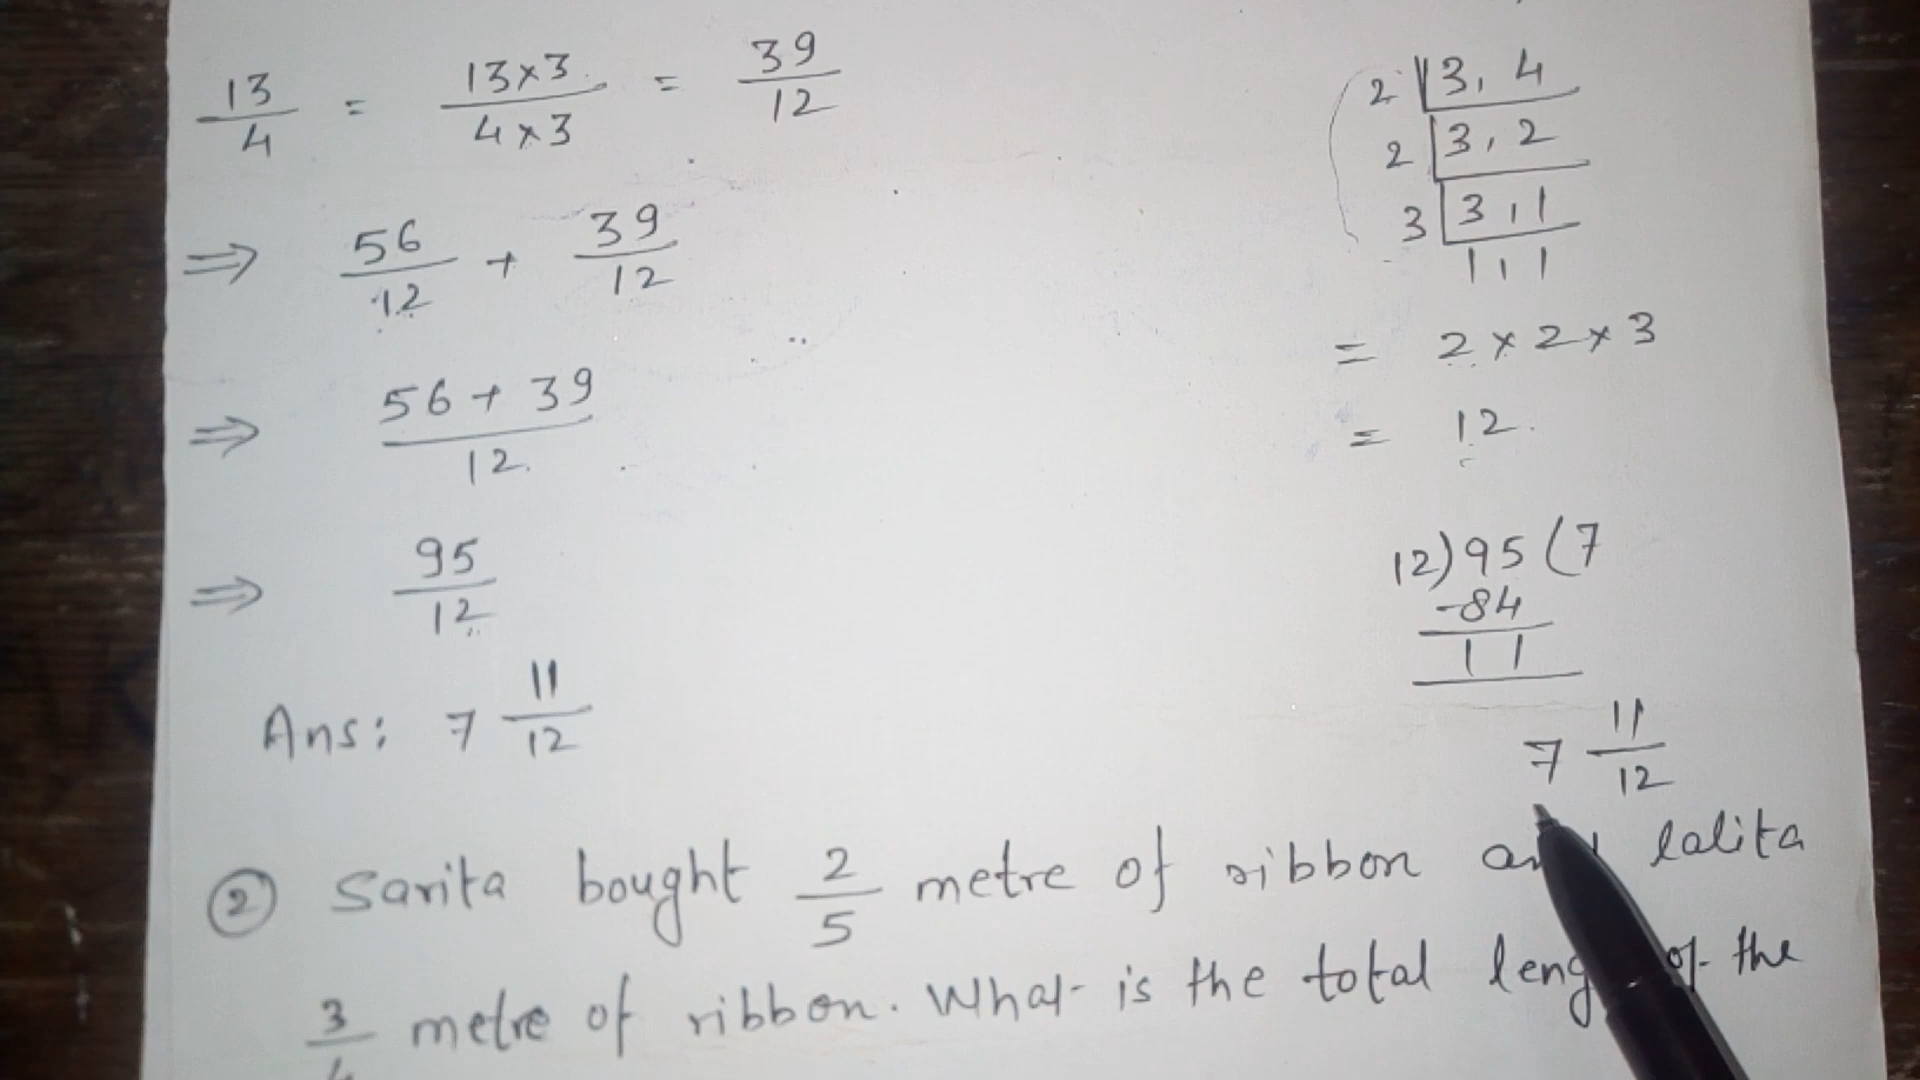 13/4 = 13×3/4×3 = 39/12
⇒ 56/12 + 39/12
⇒ 56+39/12.
⇒ 95/12
Ans: 7 11/12
2 | 3, 4
2 | 3, 2
3 | 3, 1
1, 1
= 2×2×3
= 12.
12)95(7
-84
11
7 11/12
② Sarita bought 2/5 metre of ribbon lalita
3/ metre of ribbon. What is the total of the